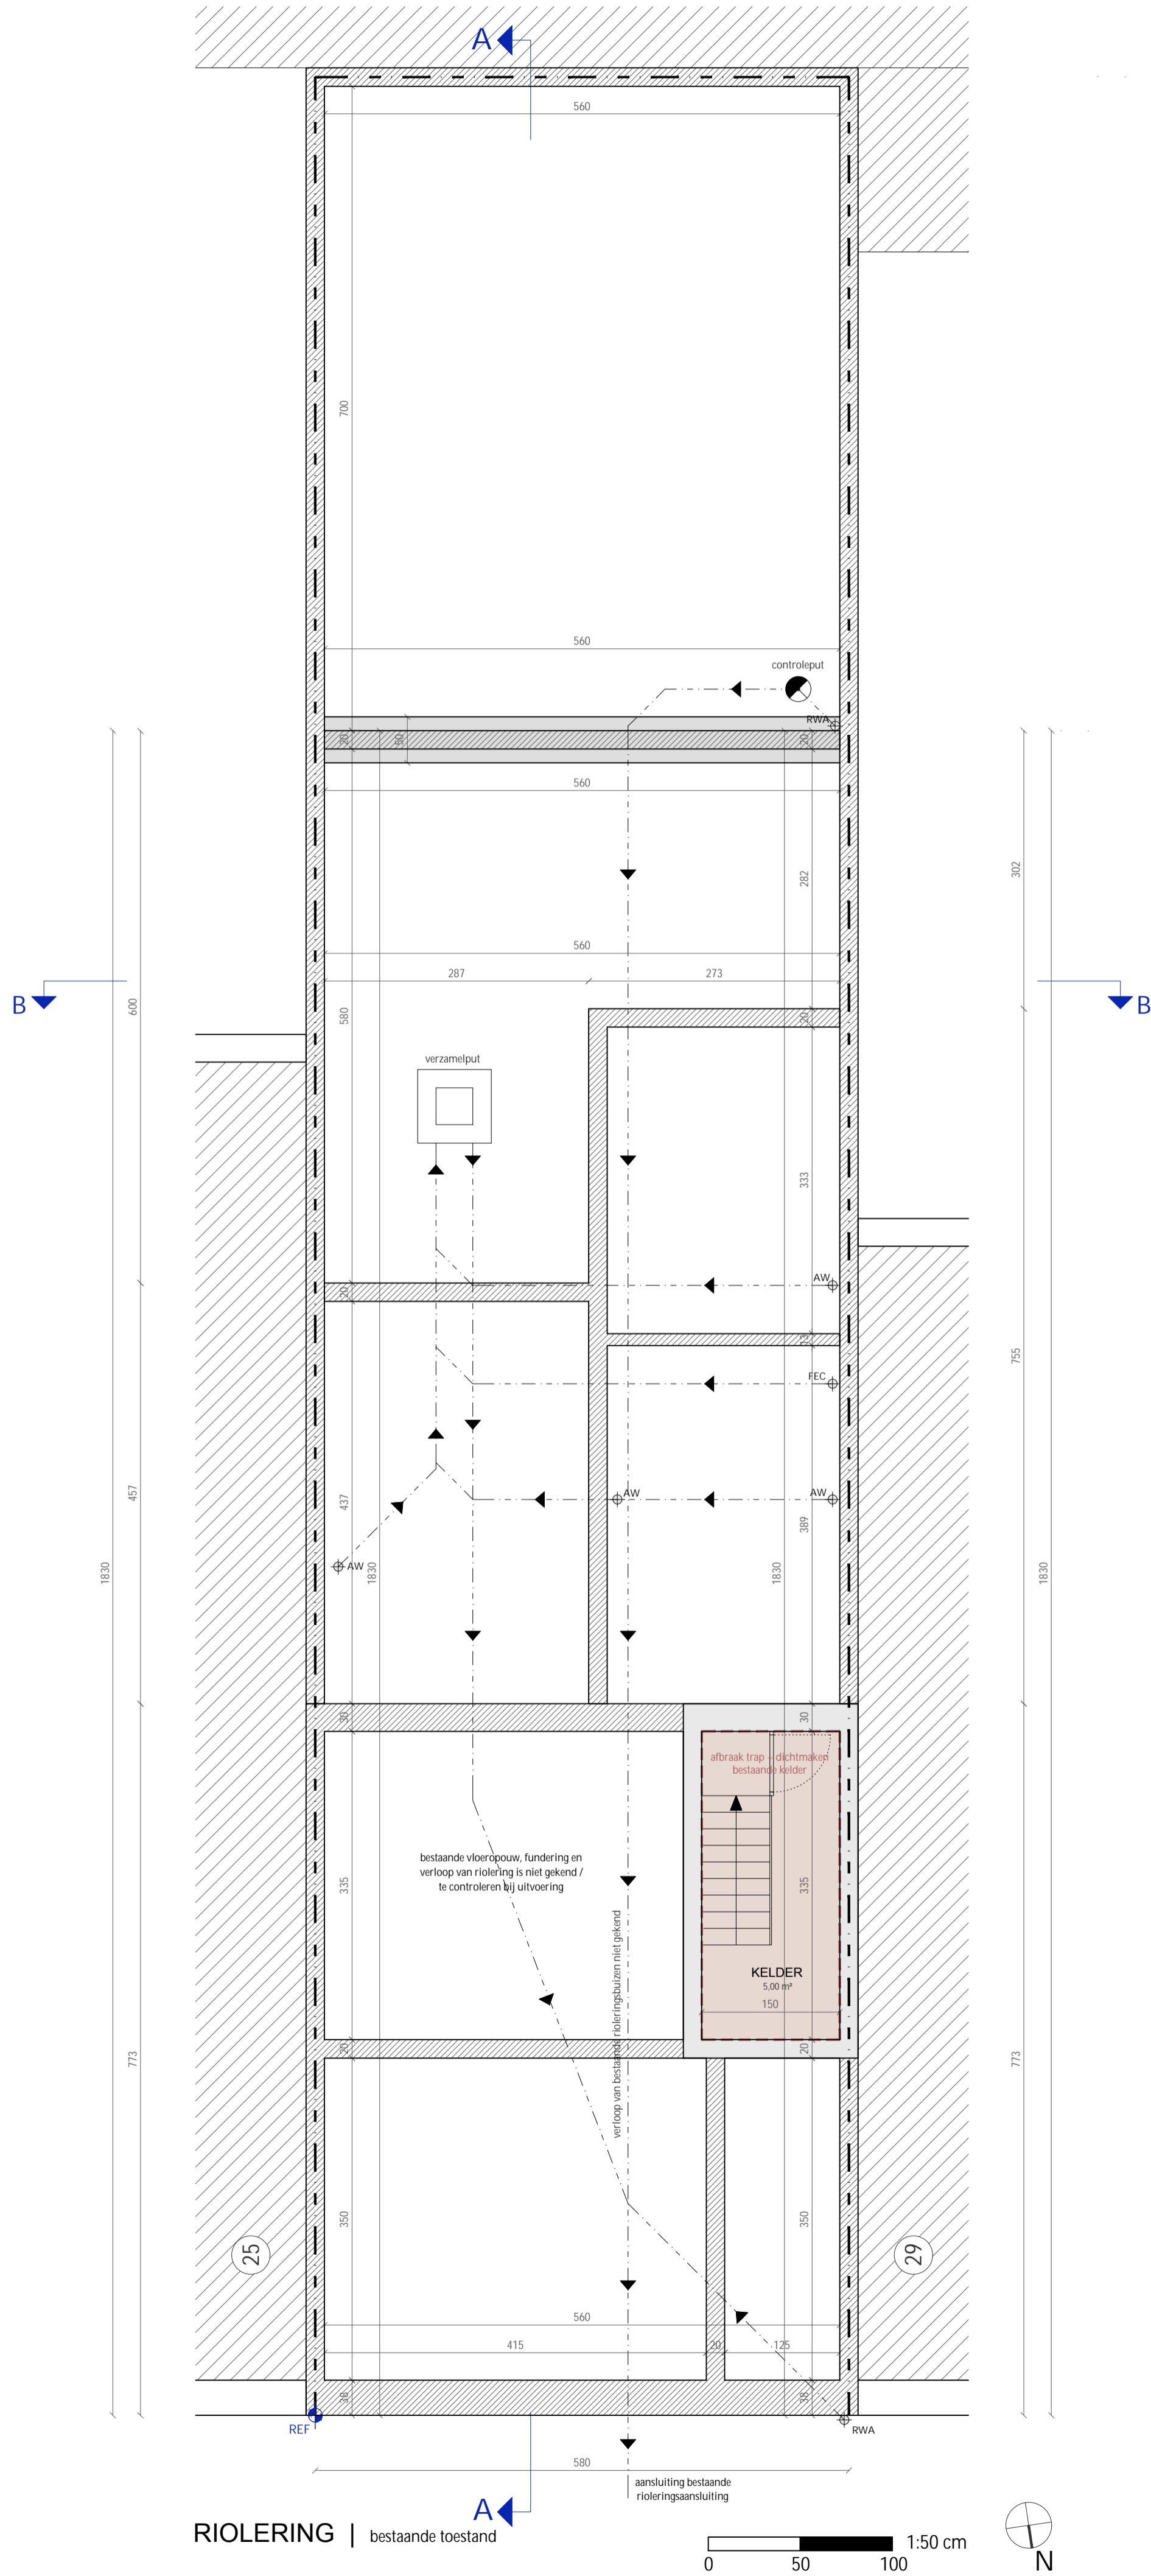 A
560
700
560
controleput
RWA
20
50
20
560
302
282
560
287
273
B
B
600
580
20
verzamelput
333
AW
20
13
755
FEC
457
437
AW
AW
389
AW
1830
1830
1830
1830
30
30
afbraak trap + dichtmaken
bestaande kelder
bestaande vloeropouw, fundering en
verloop van riolering is niet gekend /
te controleren bij uitvoering
335
335
verloop van bestaande rioleringsbuizen niet gekend
KELDER
5,00 m²
150
20
20
773
773
350
350
25
29
560
415
20
125
38
38
REF
RWA
580
aansluiting bestaande
rioleringsaansluiting
A
RIOLERING | bestaande toestand
1:50 cm
0 50 100
N